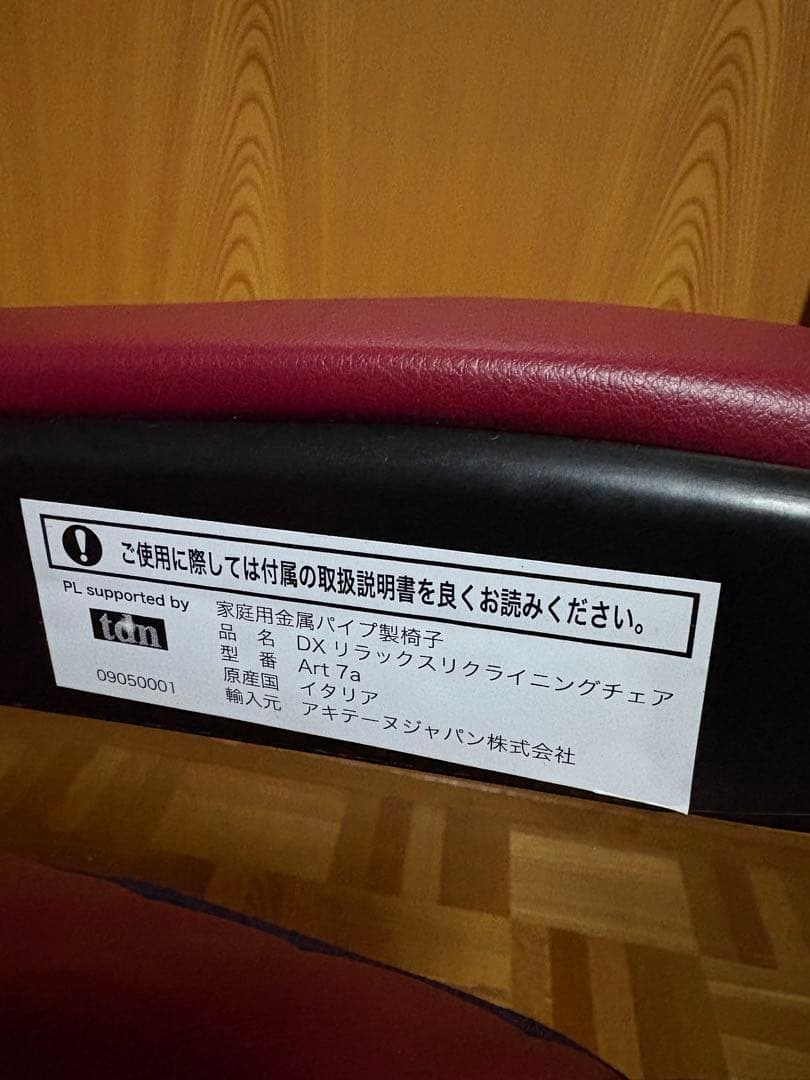 ご使用に際しては付属の取扱説明書を良くお読みください。
PL supported by
tdm
09050001
家庭用金属パイプ製椅子
品 名 DX リラックスリクライニングチェア
型 番 Art 7a
原産国 イタリア
輸入元 アキテーヌジャパン株式会社